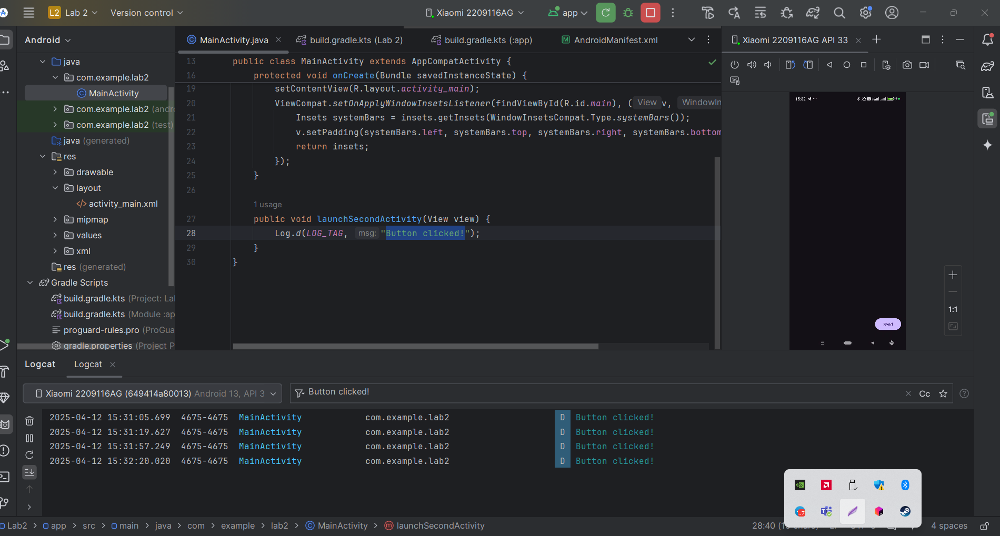 L2 Lab 2 Version control Xiaomi 2209116AG app
Android
java
com.example.lab2
MainActivity
com.example.lab2 (andr
com.example.lab2 (test)
java (generated)
res
drawable
layout
activity_main.xml
mipmap
values
xml
res (generated)
Gradle Scripts
build.gradle.kts (Project: La
build.gradle.kts (Module :ap
proguard-rules.pro (ProGua
gradle.properties (Project P
MainActivity.java build.gradle.kts (Lab 2) build.gradle.kts (:app) AndroidManifest.xml
13 public class MainActivity extends AppCompatActivity {
16 protected void onCreate(Bundle savedInstanceState) {
19 setContentView(R.layout.activity_main);
20 ViewCompat.setOnApplyWindowInsetsListener(findViewById(R.id.main), ( View v, WindowIn
21 Insets systemBars = insets.getInsets(WindowInsetsCompat.Type.systemBars());
22 v.setPadding(systemBars.left, systemBars.top, systemBars.right, systemBars.bottom
23 return insets;
24 });
25 }
26
1 usage
27 public void launchSecondActivity(View view) {
28 Log.d(LOG_TAG, msg: "Button clicked!");
29 }
30 }
Xiaomi 2209116AG API 33
15:32
Send
1:1
Logcat Logcat
Xiaomi 2209116AG (649414a80013) Android 13, API 3
Button clicked!
Cc
2025-04-12 15:31:05.699 4675-4675 MainActivity com.example.lab2 D Button clicked!
2025-04-12 15:31:19.627 4675-4675 MainActivity com.example.lab2 D Button clicked!
2025-04-12 15:31:57.249 4675-4675 MainActivity com.example.lab2 D Button clicked!
2025-04-12 15:32:20.020 4675-4675 MainActivity com.example.lab2 D Button clicked!
Lab2 > app > src > main > java > com > example > lab2 > MainActivity > launchSecondActivity
28:40 4 spaces